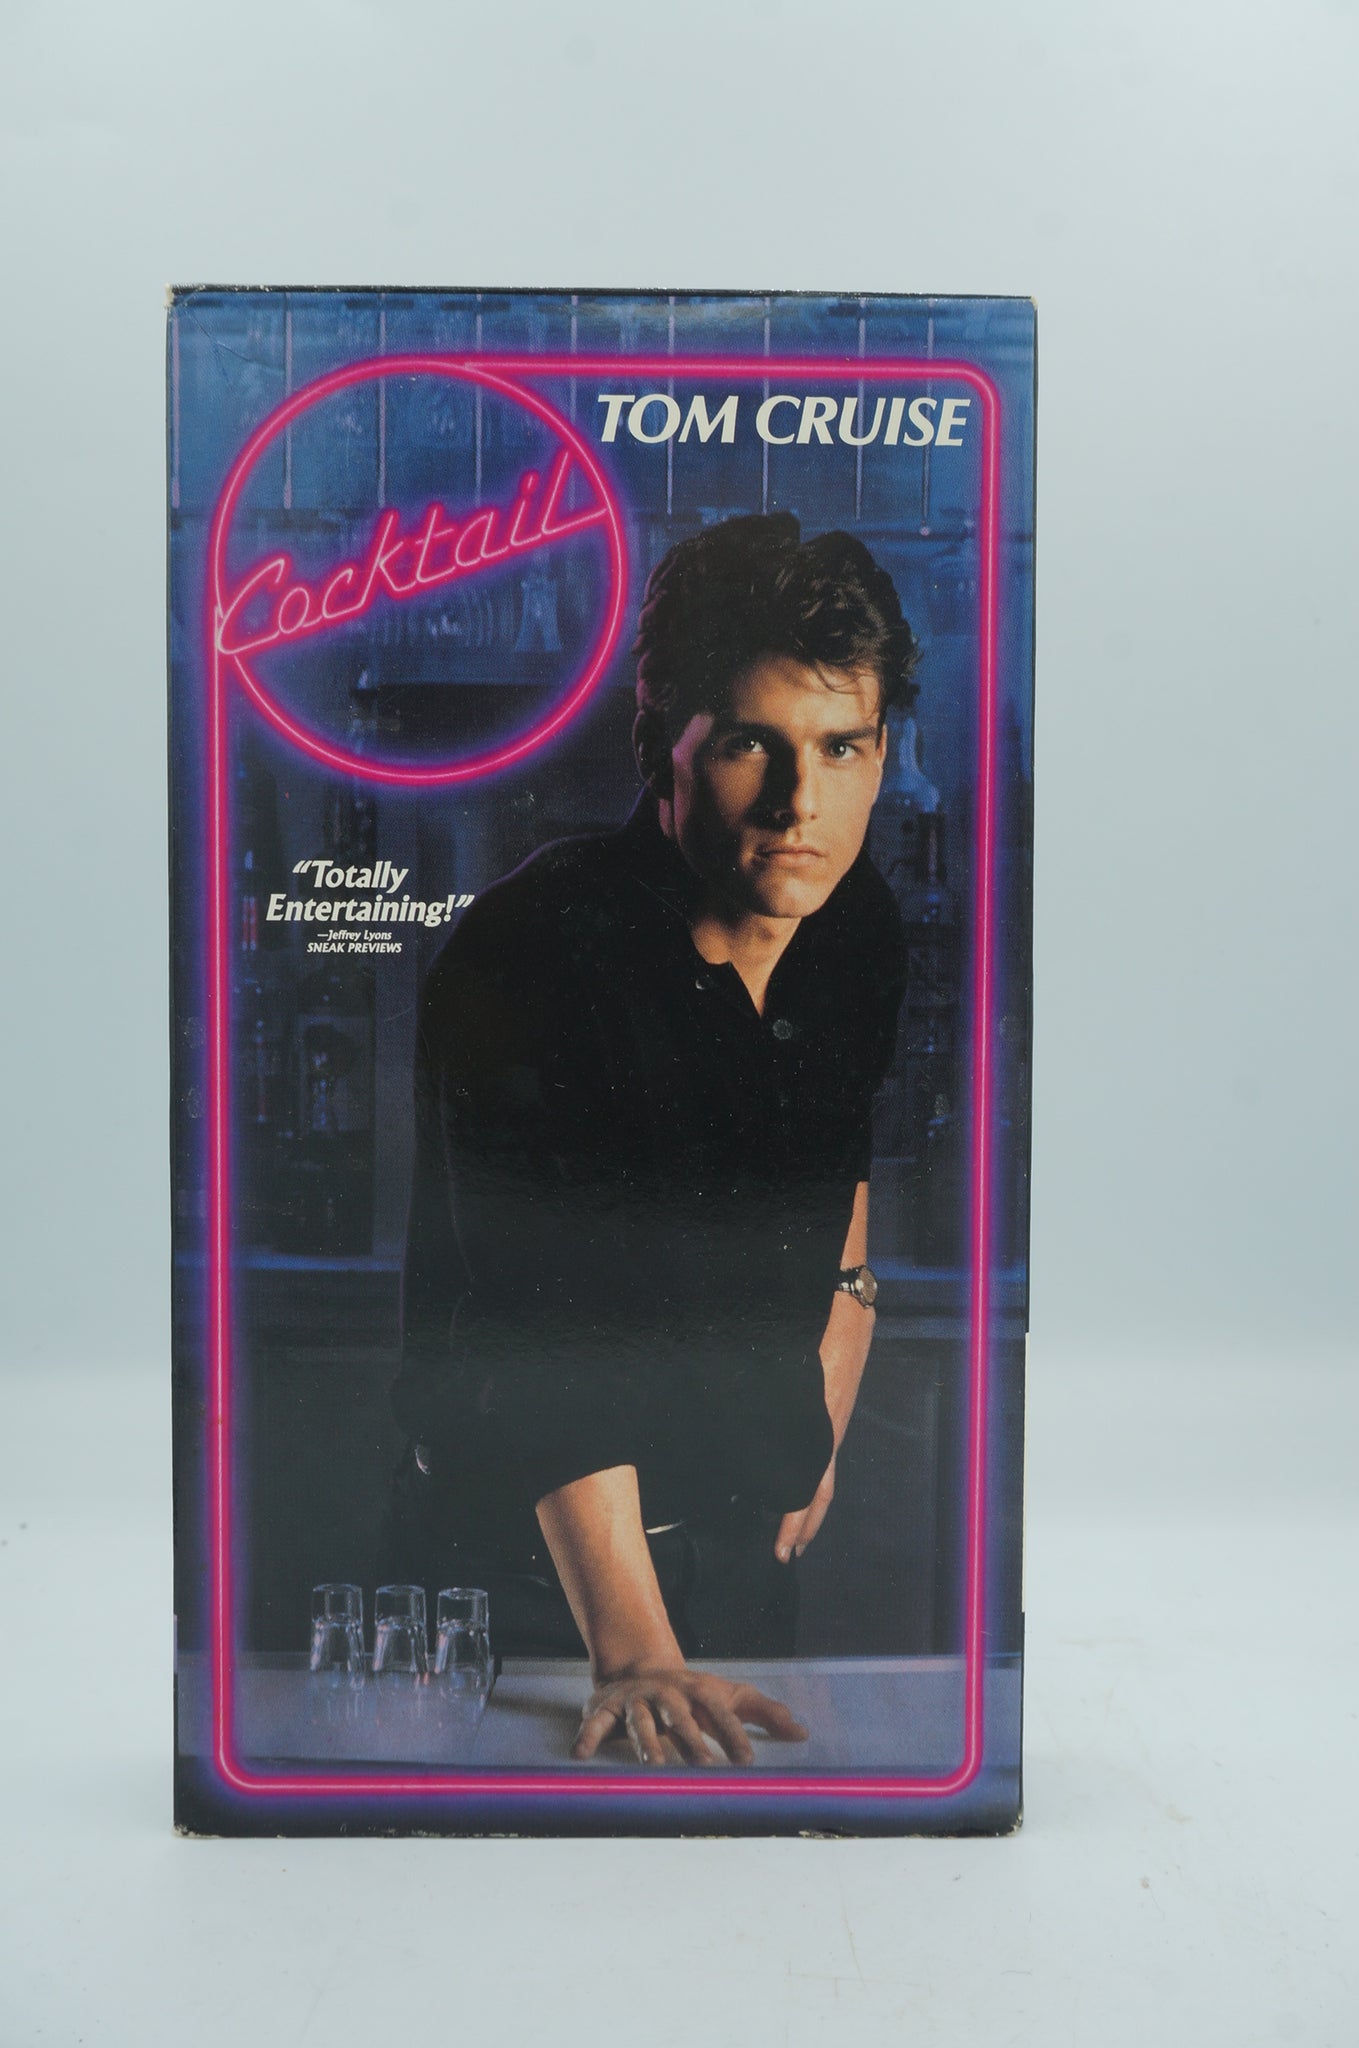 TOM CRUISE
Cocktail
“Totally
Entertaining!”
—Jeffrey Lyons
SNEAK PREVIEWS